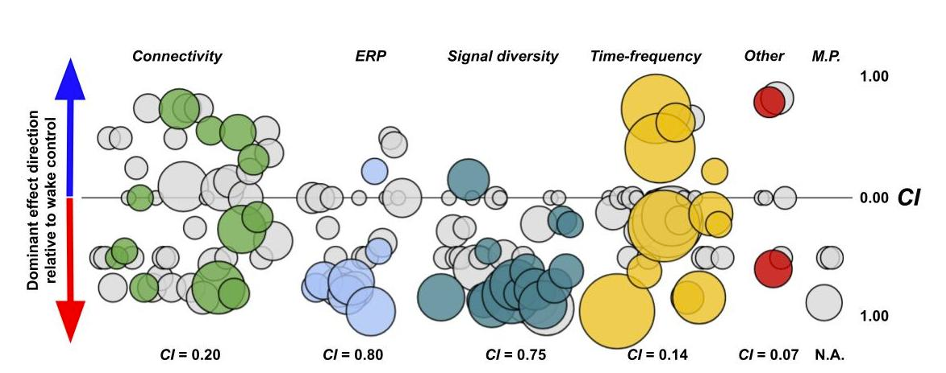 Connectivity
ERP
Signal diversity
Time-frequency
Other
M.P.
1.00
Dominant effect direction
relative to wake control
0.00
CI
1.00
CI = 0.20
CI = 0.80
CI = 0.75
CI = 0.14
CI = 0.07
N.A.